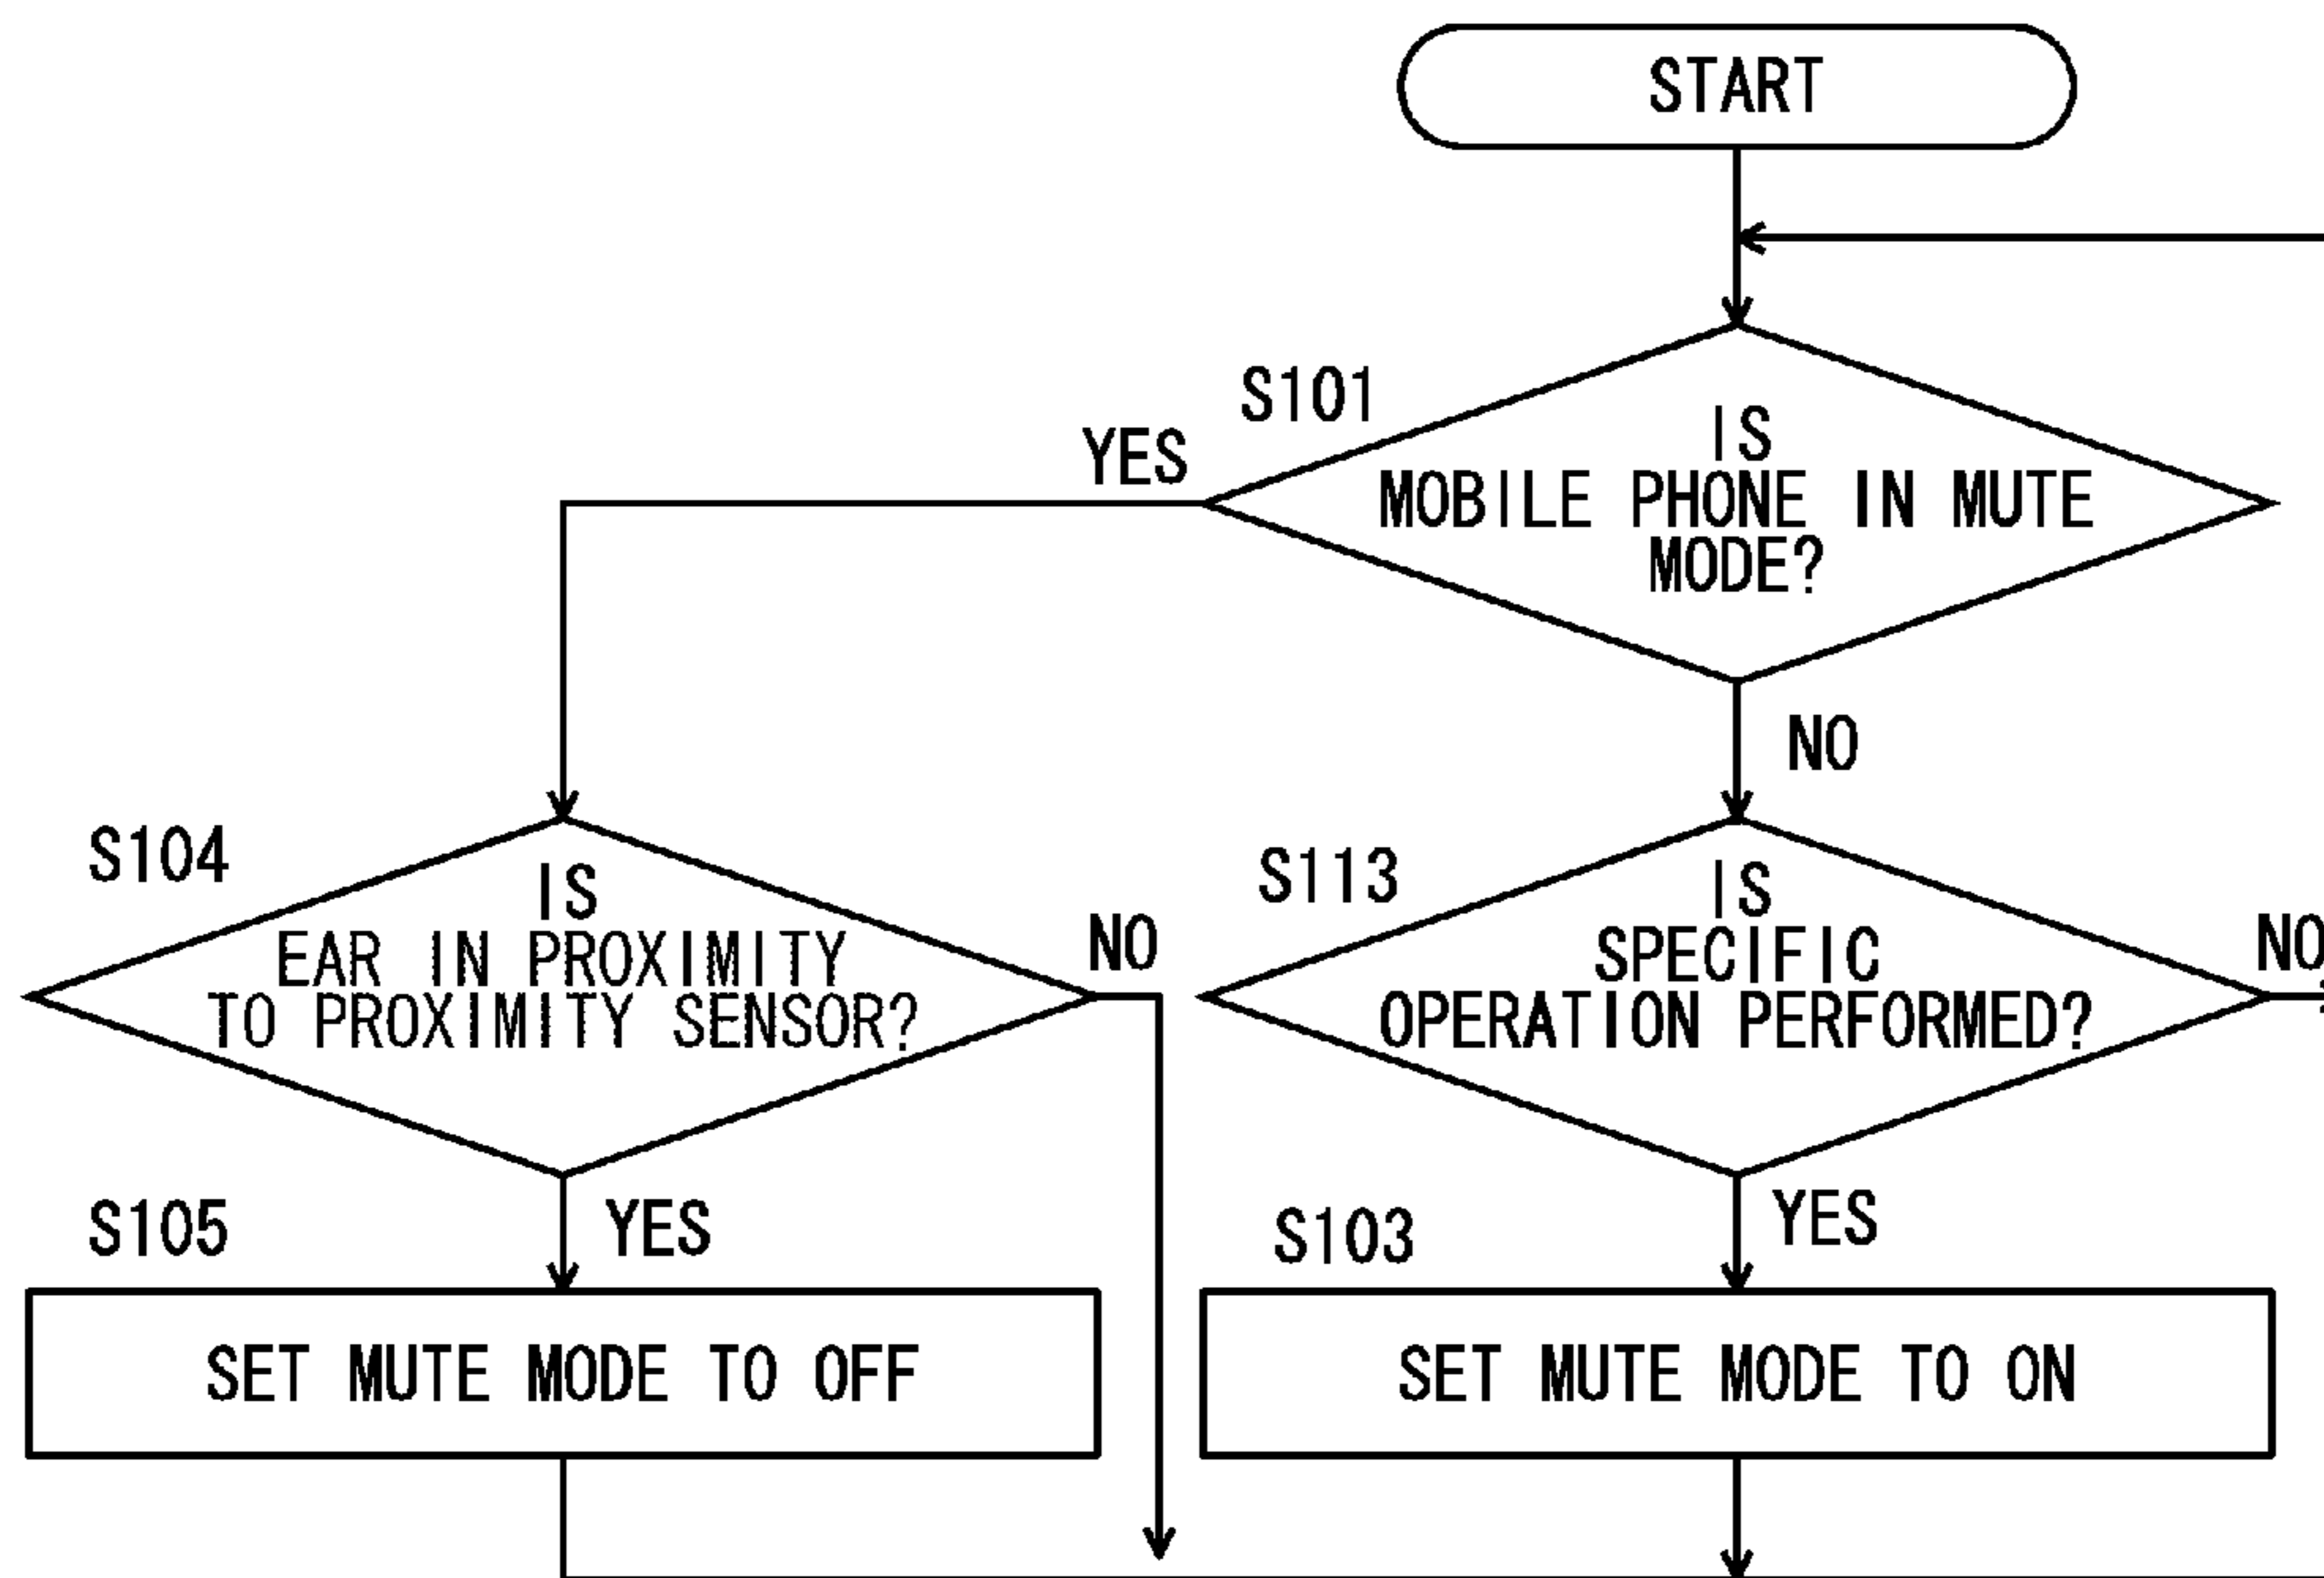 START
S101
YES
IS
MOBILE PHONE IN MUTE
MODE?
NO
S104
IS
EAR IN PROXIMITY
TO PROXIMITY SENSOR?
NO
S113
IS
SPECIFIC
OPERATION PERFORMED?
NO
S105
YES
S103
YES
SET MUTE MODE TO OFF
SET MUTE MODE TO ON